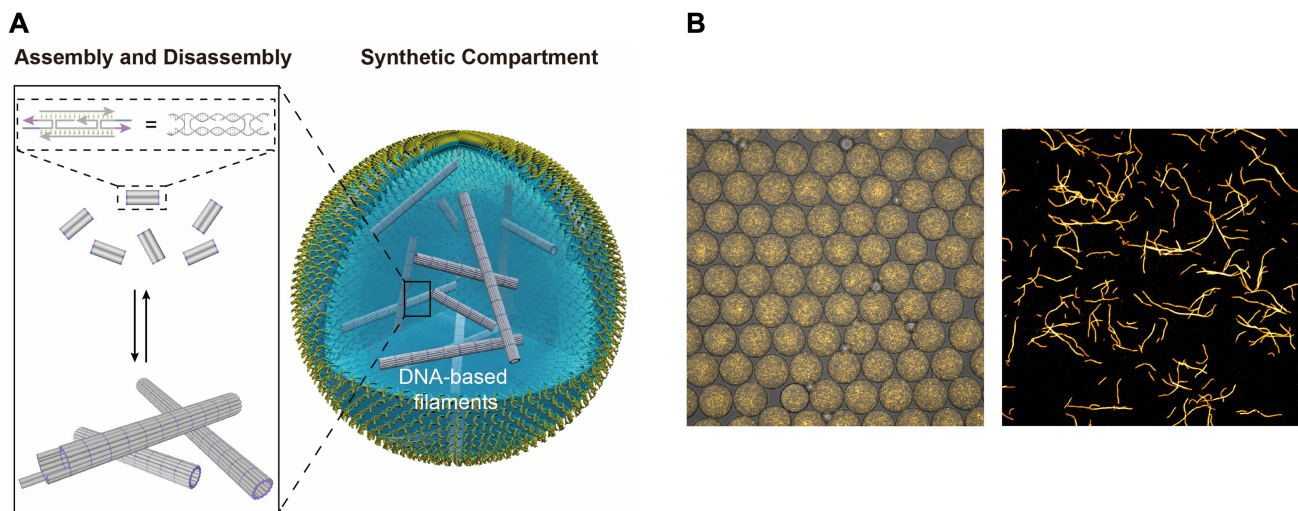 A
B
Assembly and Disassembly
Synthetic Compartment
=
DNA-based
filaments